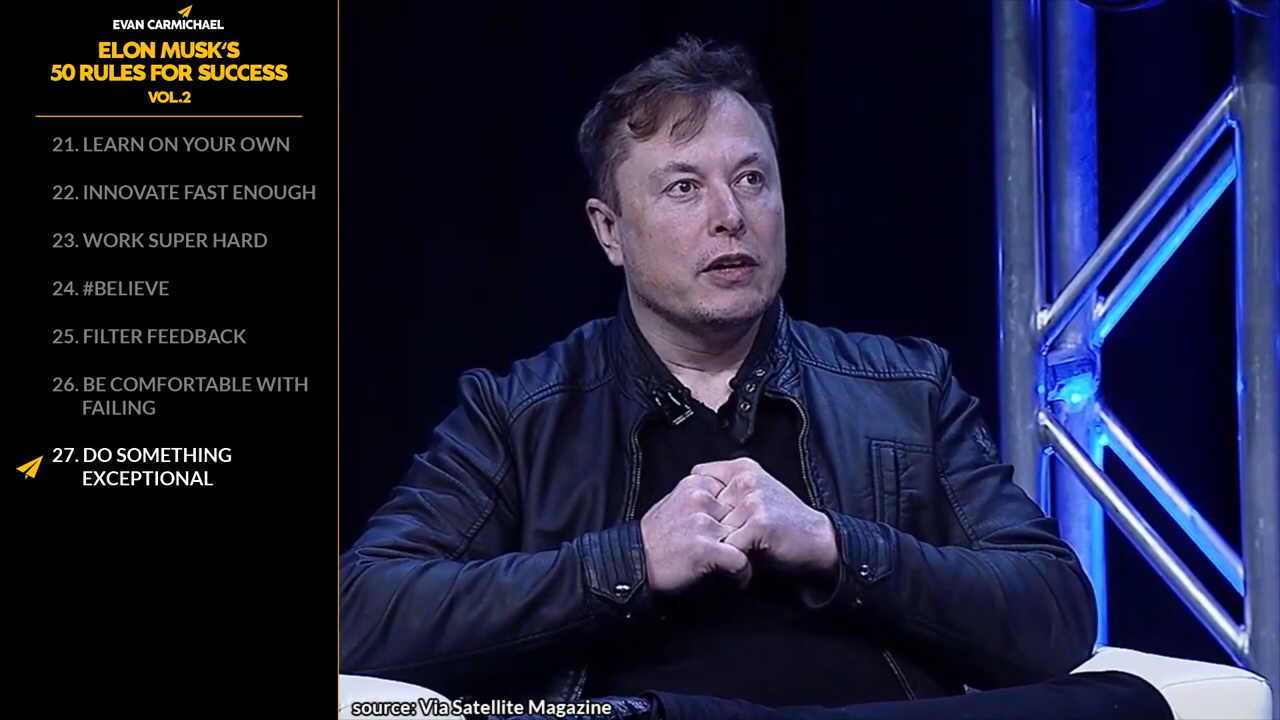 EVAN CARMICHAEL
ELON MUSK'S
50 RULES FOR SUCCESS
VOL.2
21. LEARN ON YOUR OWN
22. INNOVATE FAST ENOUGH
23. WORK SUPER HARD
24. #BELIEVE
25. FILTER FEEDBACK
26. BE COMFORTABLE WITH
FAILING
27. DO SOMETHING
EXCEPTIONAL
source: Via Satellite Magazine